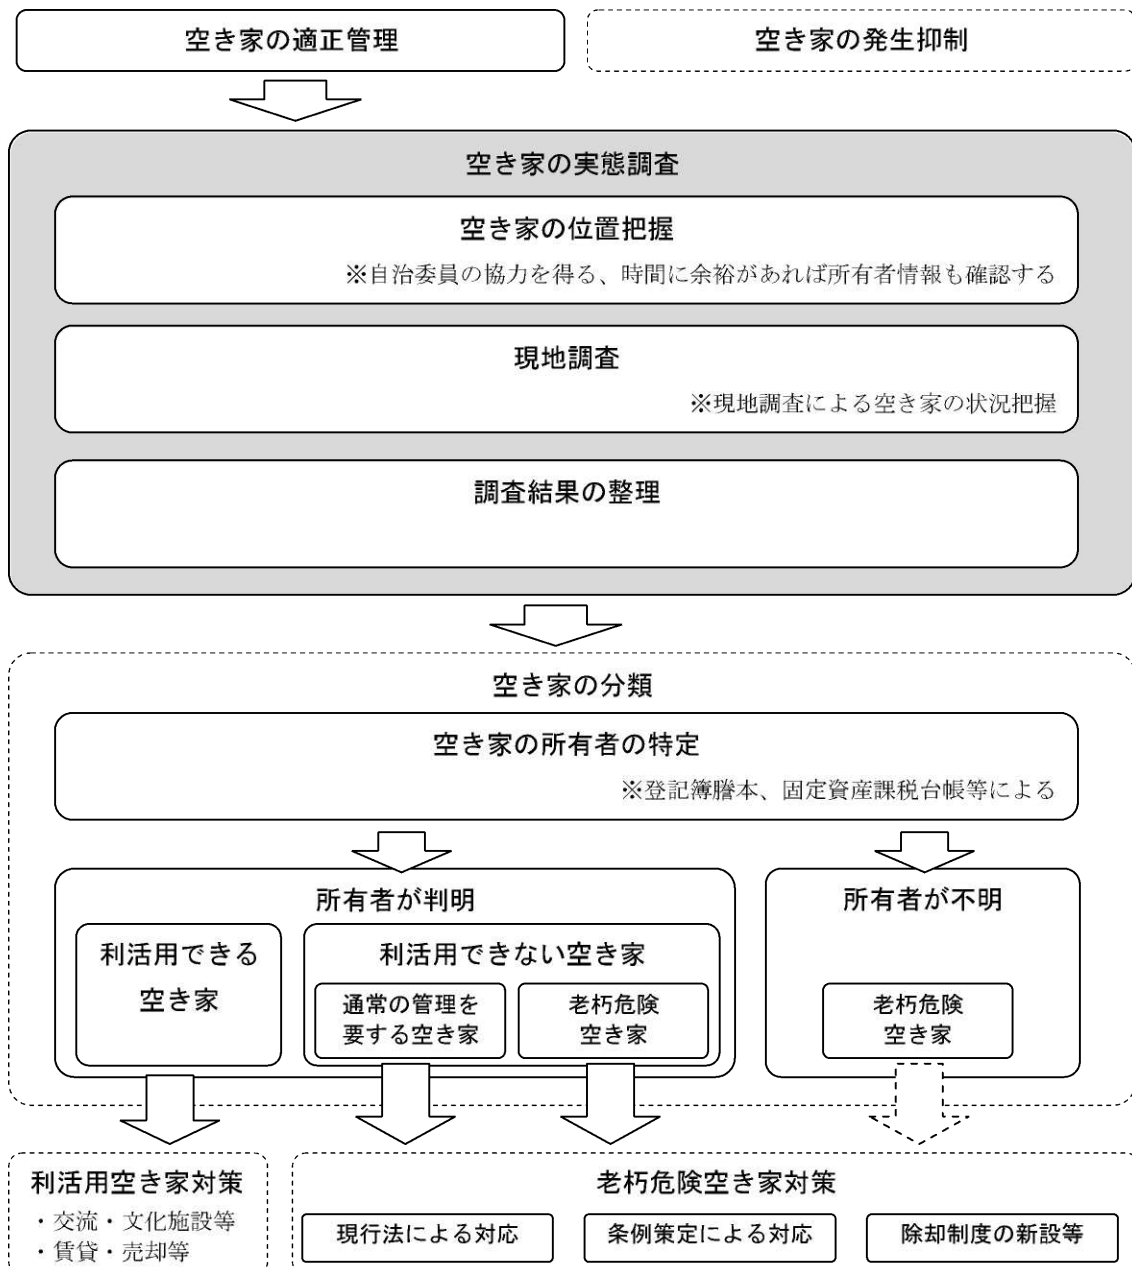 空き家の適正管理
空き家の発生抑制
空き家の実態調査
空き家の位置把握
※自治委員の協力を得る、時間に余裕があれば所有者情報も確認する
現地調査
※現地調査による空き家の状況把握
調査結果の整理
空き家の分類
空き家の所有者の特定
※登記簿謄本、固定資産課税台帳等による
所有者が判明
利活用できる
空き家
利活用できない空き家
通常の管理を
要する空き家
老朽危険
空き家
所有者が不明
老朽危険
空き家
利活用空き家対策
・交流・文化施設等
・賃貸・売却等
老朽危険空き家対策
現行法による対応
条例策定による対応
除却制度の新設等